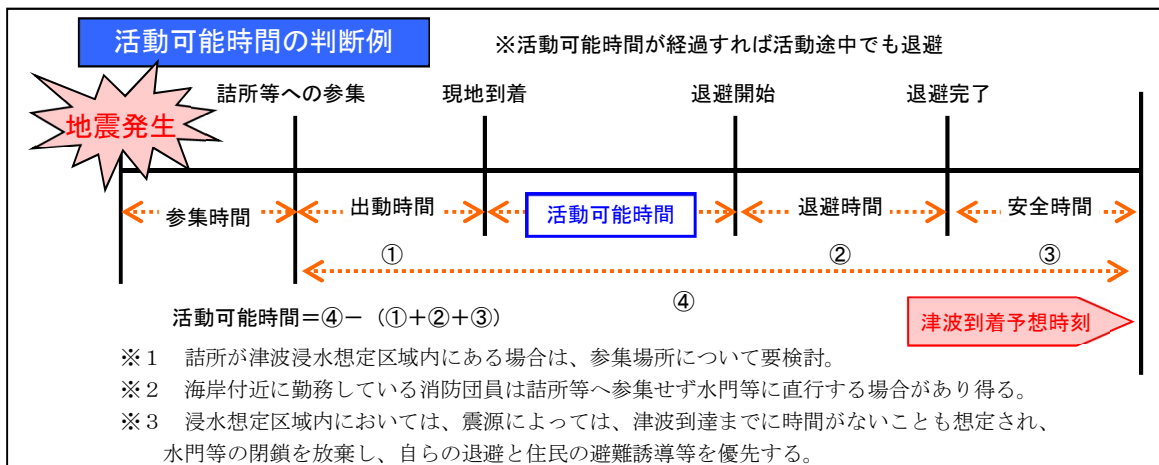 活動可能時間の判断例
※活動可能時間が経過すれば活動途中でも退避
詰所等への参集
現地到着
退避開始
退避完了
地震発生
参集時間
出動時間
活動可能時間
退避時間
安全時間
①
②
③
④
活動可能時間＝④－（①＋②＋③）
津波到着予想時刻
※１　詰所が津波浸水想定区域内にある場合は、参集場所について要検討。
※２　海岸付近に勤務している消防団員は詰所等へ参集せず水門等に直行する場合があり得る。
※３　浸水想定区域内においては、震源によっては、津波到達までに時間がないことも想定され、
水門等の閉鎖を放棄し、自らの退避と住民の避難誘導等を優先する。